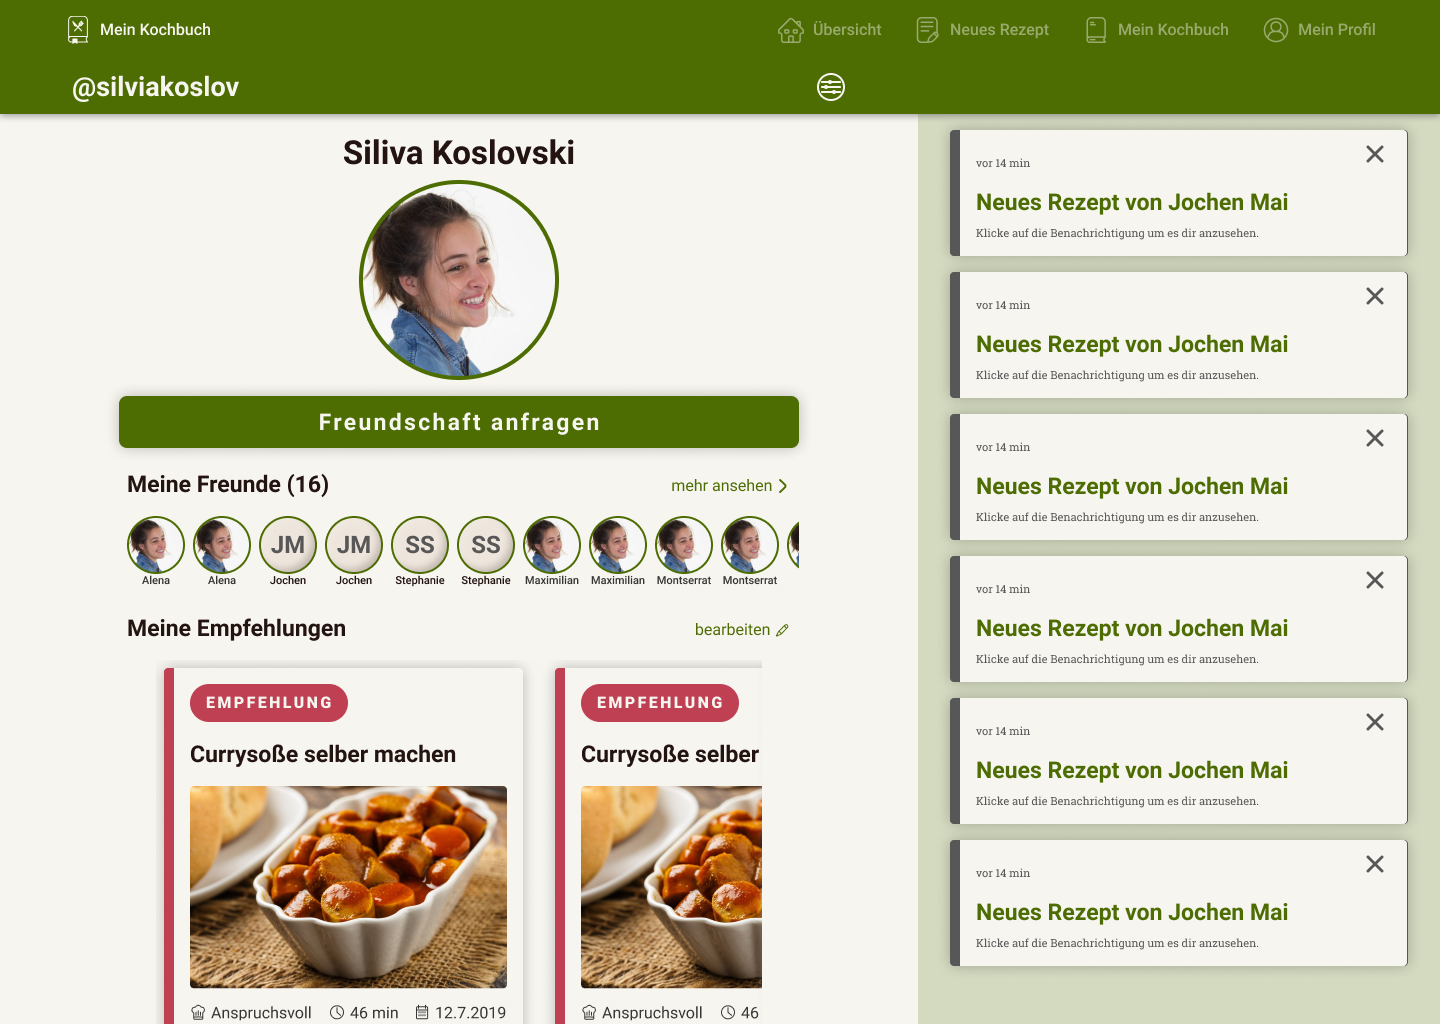 Mein Kochbuch
Übersicht
Neues Rezept
Mein Kochbuch
Mein Profil
@silviakoslov
Siliva Koslovski
Freundschaft anfragen
Meine Freunde (16)
mehr ansehen
JM
JM
SS
SS
Alena
Alena
Jochen
Jochen
Stephanie
Stephanie
Maximilian
Maximilian
Montserrat
Montserrat
Meine Empfehlungen
bearbeiten
EMPFEHLUNG
Currysoße selber machen
Anspruchsvoll
46 min
12.7.2019
EMPFEHLUNG
Currysoße selber
Anspruchsvoll
46
vor 14 min
Neues Rezept von Jochen Mai
Klicke auf die Benachrichtigung um es dir anzusehen.
vor 14 min
Neues Rezept von Jochen Mai
Klicke auf die Benachrichtigung um es dir anzusehen.
vor 14 min
Neues Rezept von Jochen Mai
Klicke auf die Benachrichtigung um es dir anzusehen.
vor 14 min
Neues Rezept von Jochen Mai
Klicke auf die Benachrichtigung um es dir anzusehen.
vor 14 min
Neues Rezept von Jochen Mai
Klicke auf die Benachrichtigung um es dir anzusehen.
vor 14 min
Neues Rezept von Jochen Mai
Klicke auf die Benachrichtigung um es dir anzusehen.